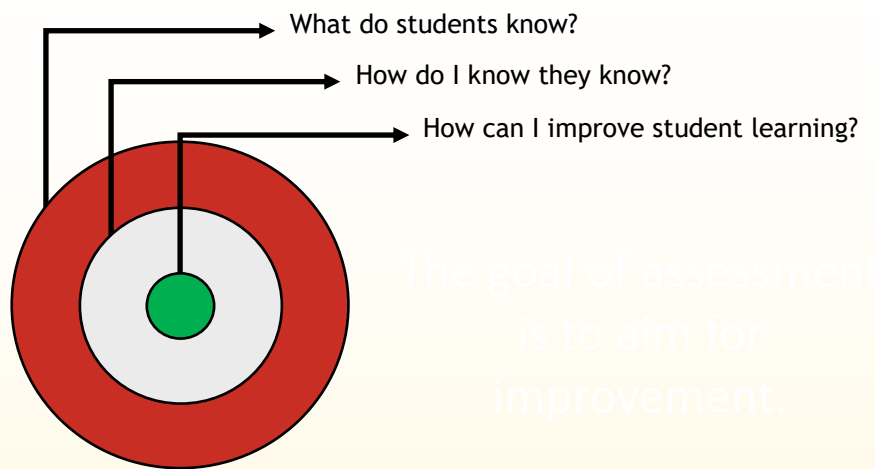 What do students know?
How do I know they know?
How can I improve student learning?
The goal of assessment
is to aim for
improvement.